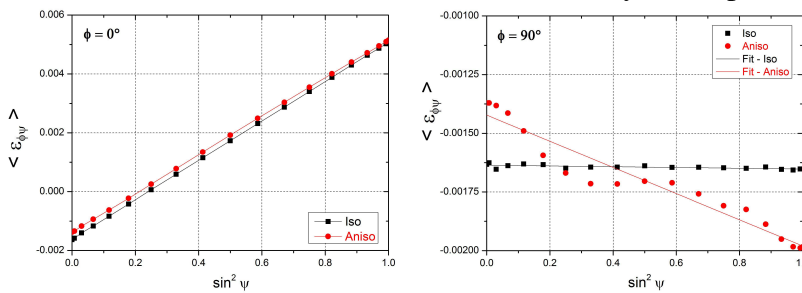 0.006
0.004
0.002
0.000
-0.002
0.0
0.2
0.4
0.6
0.8
1.0
< ε_ϕψ >
sin² ψ
ϕ = 0°
Iso
Aniso
-0.00100
-0.00125
-0.00150
-0.00175
-0.00200
0.0
0.2
0.4
0.6
0.8
1.0
< ε_ϕψ >
sin² ψ
ϕ = 90°
Iso
Aniso
Fit - Iso
Fit - Aniso